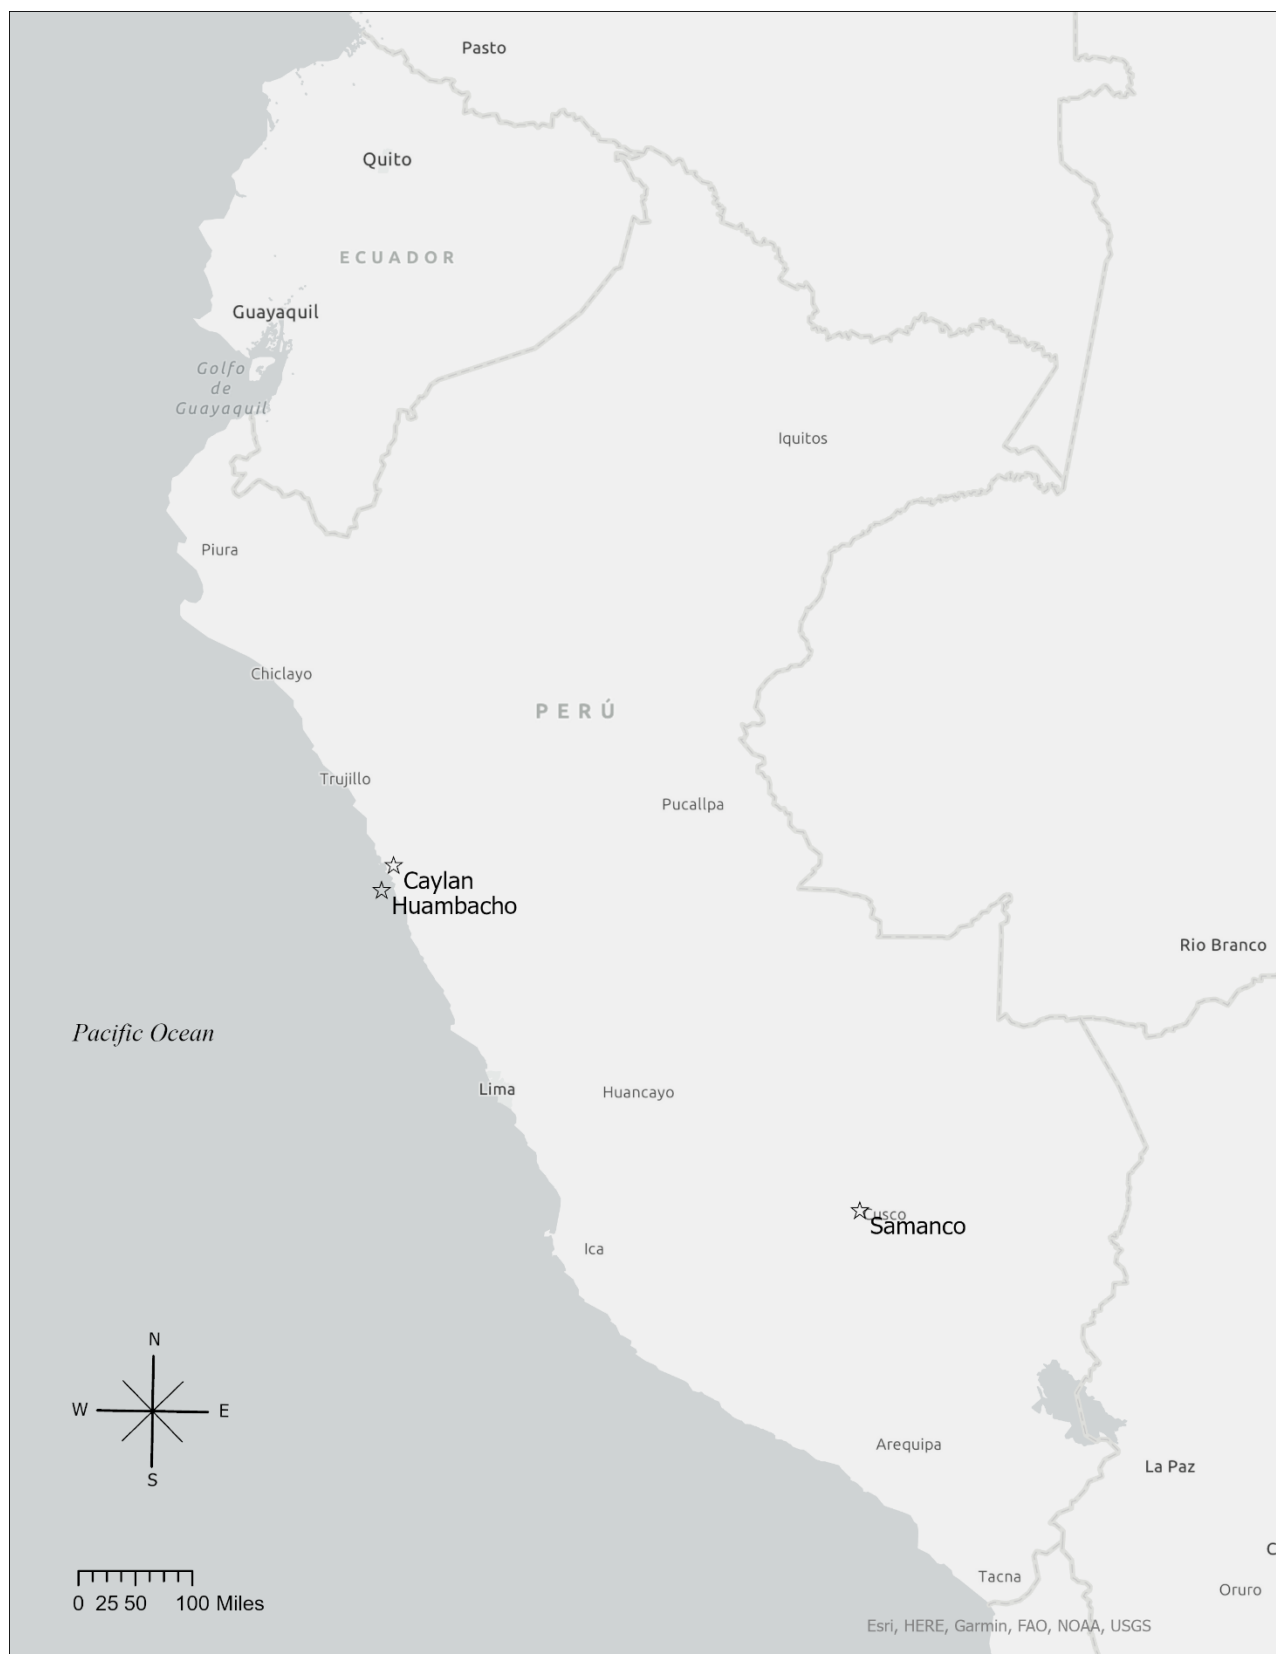 Pasto
Quito
ECUADOR
Guayaquil
Golfo
de
Guayaquil
Iquitos
Piura
Chiclayo
PERÚ
Trujillo
Pucallpa
Caylan
Huambacho
Rio Branco
Pacific Ocean
Lima
Huancayo
Cusco
Samanco
Ica
N
W
E
S
Arequipa
La Paz
C
Tacna
Oruro
0 25 50 100 Miles
Esri, HERE, Garmin, FAO, NOAA, USGS